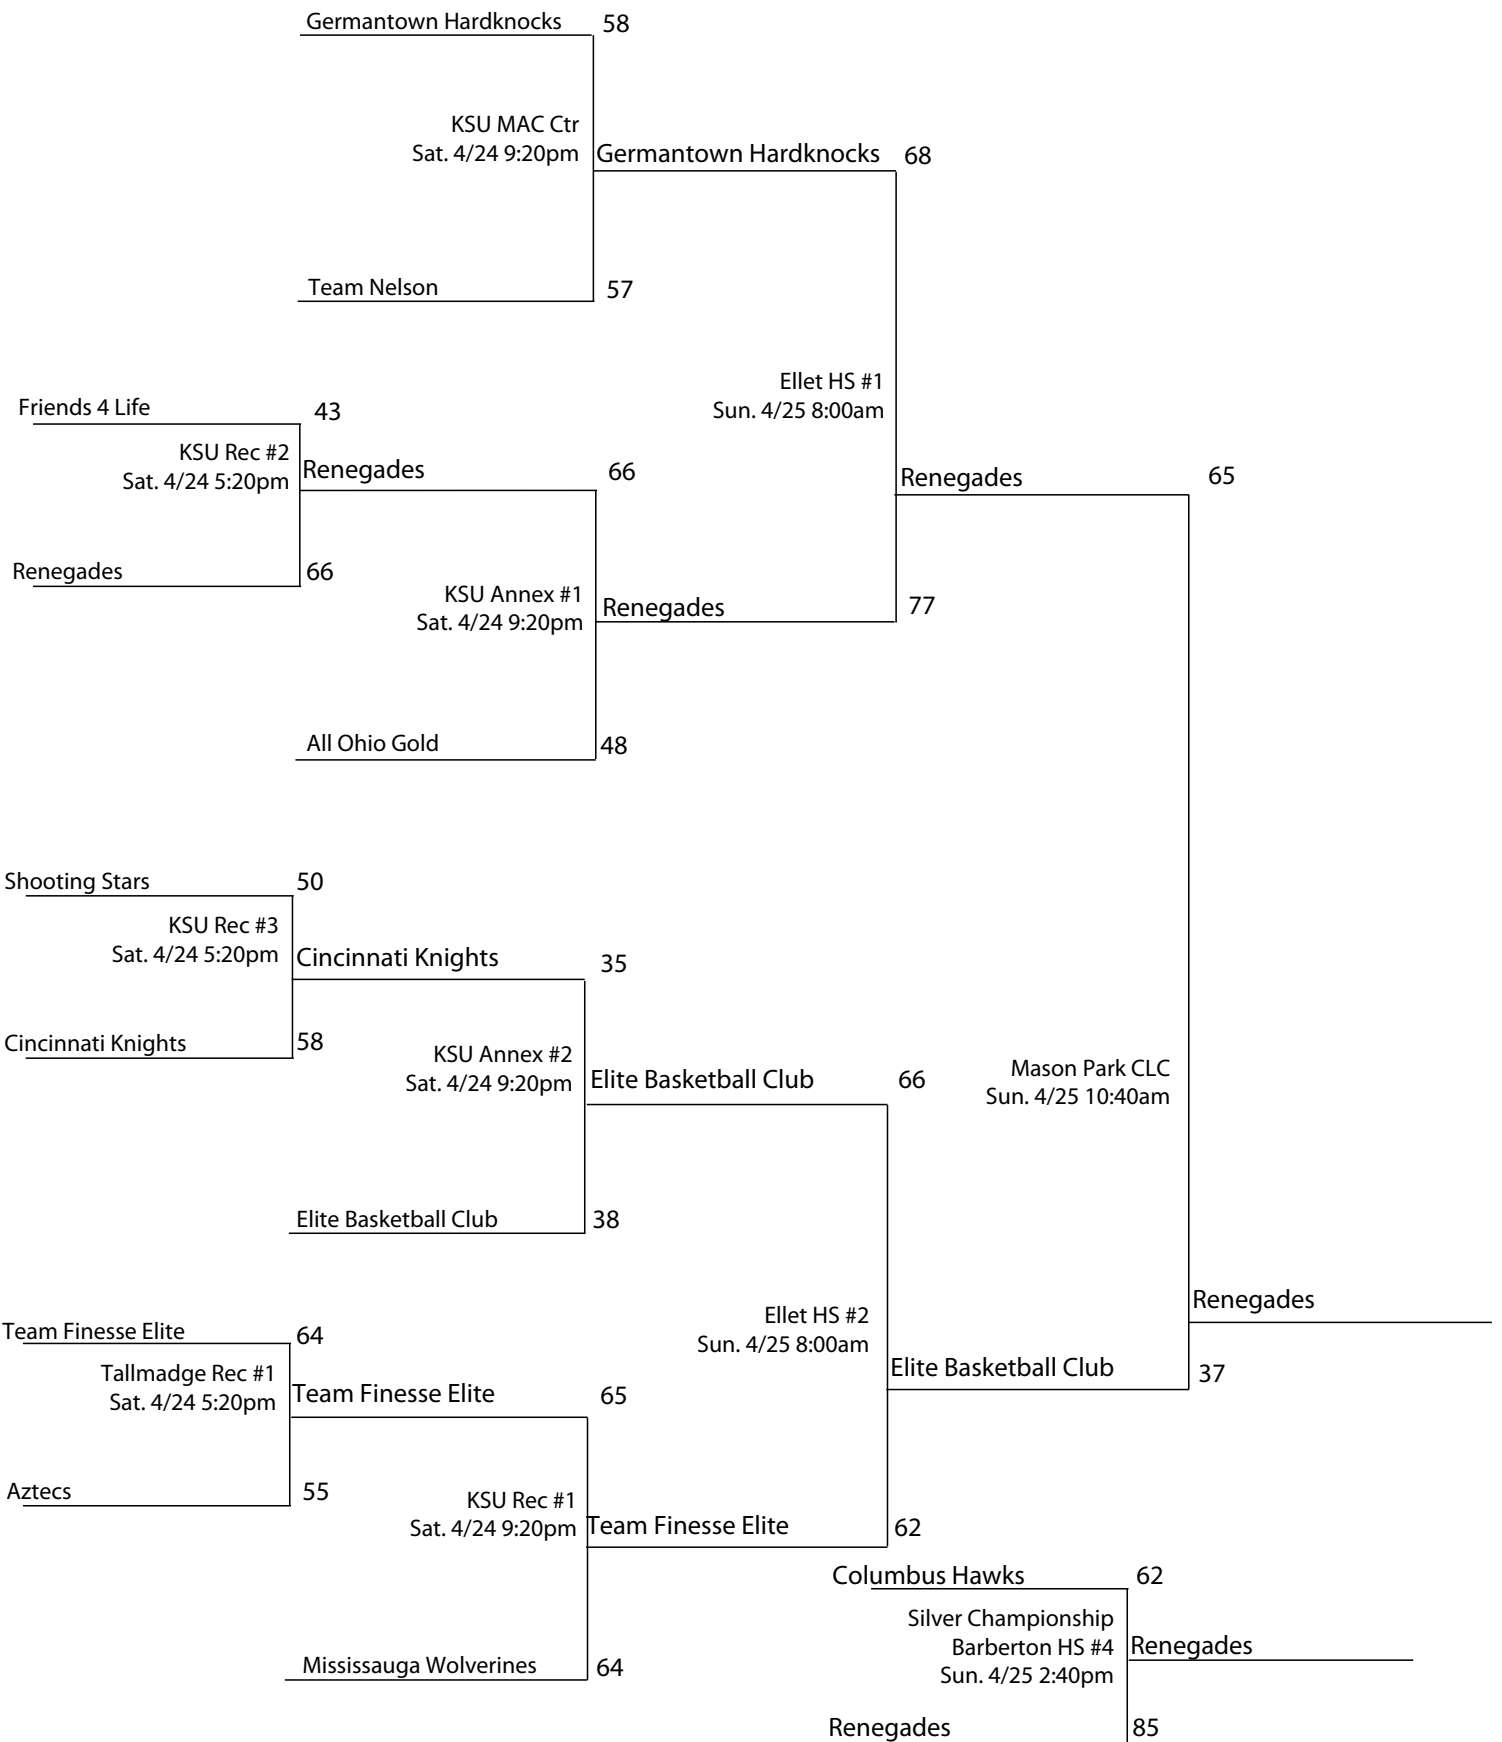 Germantown Hardknocks 58
KSU MAC Ctr
Sat. 4/24 9:20pm
Germantown Hardknocks 68
Team Nelson 57
Ellet HS #1
Sun. 4/25 8:00am
Friends 4 Life 43
KSU Rec #2
Sat. 4/24 5:20pm
Renegades 66
Renegades 65
Renegades 66
KSU Annex #1
Sat. 4/24 9:20pm
Renegades 77
All Ohio Gold 48
Shooting Stars 50
KSU Rec #3
Sat. 4/24 5:20pm
Cincinnati Knights 35
Cincinnati Knights 58
KSU Annex #2
Sat. 4/24 9:20pm
Elite Basketball Club 66
Mason Park CLC
Sun. 4/25 10:40am
Elite Basketball Club 38
Renegades
Ellet HS #2
Sun. 4/25 8:00am
Team Finesse Elite 64
Tallmadge Rec #1
Sat. 4/24 5:20pm
Elite Basketball Club 37
Team Finesse Elite 65
Aztecs 55
KSU Rec #1
Sat. 4/24 9:20pm
Team Finesse Elite 62
Columbus Hawks 62
Silver Championship
Barberton HS #4
Sun. 4/25 2:40pm
Renegades
Mississauga Wolverines 64
Renegades 85